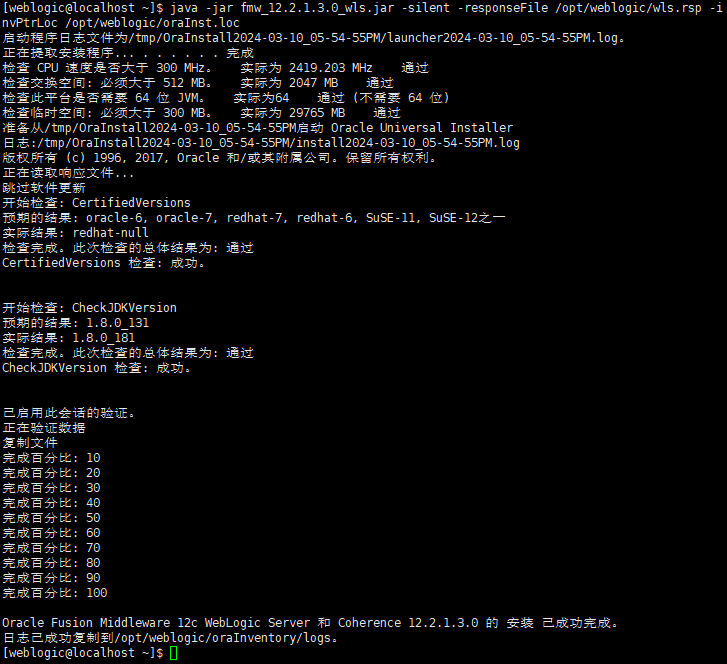 [weblogic@localhost ~]$ java -jar fmw_12.2.1.3.0_wls.jar -silent -responseFile /opt/weblogic/wls.rsp -i
nvPtrLoc /opt/weblogic/oraInst.loc
启动程序日志文件为/tmp/OraInstall2024-03-10_05-54-55PM/launcher2024-03-10_05-54-55PM.log。
正在提取安装程序. . . . . . . . 完成
检查 CPU 速度是否大于 300 MHz。   实际为 2419.203 MHz    通过
检查交换空间: 必须大于 512 MB。   实际为 2047 MB    通过
检查此平台是否需要 64 位 JVM。   实际为64    通过 (不需要 64 位)
检查临时空间: 必须大于 300 MB。   实际为 29765 MB    通过
准备从/tmp/OraInstall2024-03-10_05-54-55PM启动 Oracle Universal Installer
日志:/tmp/OraInstall2024-03-10_05-54-55PM/install2024-03-10_05-54-55PM.log
版权所有 (c) 1996, 2017, Oracle 和/或其附属公司。保留所有权利。
正在读取响应文件...
跳过软件更新
开始检查: CertifiedVersions
预期的结果: oracle-6, oracle-7, redhat-7, redhat-6, SuSE-11, SuSE-12之一
实际结果: redhat-null
检查完成。此次检查的总体结果为: 通过
CertifiedVersions 检查: 成功。
开始检查: CheckJDKVersion
预期的结果: 1.8.0_131
实际结果: 1.8.0_181
检查完成。此次检查的总体结果为: 通过
CheckJDKVersion 检查: 成功。
已启用此会话的验证。
正在验证数据
复制文件
完成百分比: 10
完成百分比: 20
完成百分比: 30
完成百分比: 40
完成百分比: 50
完成百分比: 60
完成百分比: 70
完成百分比: 80
完成百分比: 90
完成百分比: 100
Oracle Fusion Middleware 12c WebLogic Server 和 Coherence 12.2.1.3.0 的 安装 已成功完成。
日志已成功复制到/opt/weblogic/oraInventory/logs。
[weblogic@localhost ~]$